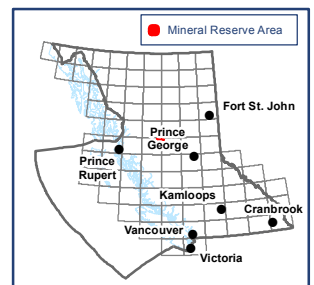 Mineral Reserve Area
Fort St. John
Prince
George
Prince
Rupert
Kamloops
Cranbrook
Vancouver
Victoria